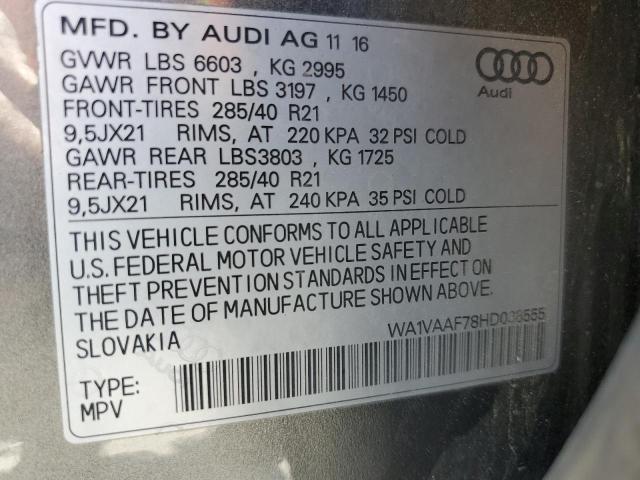 MFD. BY AUDI AG 11 16
GVWR LBS 6603 , KG 2995
GAWR FRONT LBS 3197 , KG 1450
FRONT-TIRES 285/40 R21
9,5JX21 RIMS, AT 220 KPA 32 PSI COLD
GAWR REAR LBS3803 , KG 1725
REAR-TIRES 285/40 R21
9,5JX21 RIMS, AT 240 KPA 35 PSI COLD
Audi
THIS VEHICLE CONFORMS TO ALL APPLICABLE
U.S. FEDERAL MOTOR VEHICLE SAFETY AND
THEFT PREVENTION STANDARDS IN EFFECT ON
THE DATE OF MANUFACTURE SHOWN ABOVE.
SLOVAKIA
TYPE:
MPV